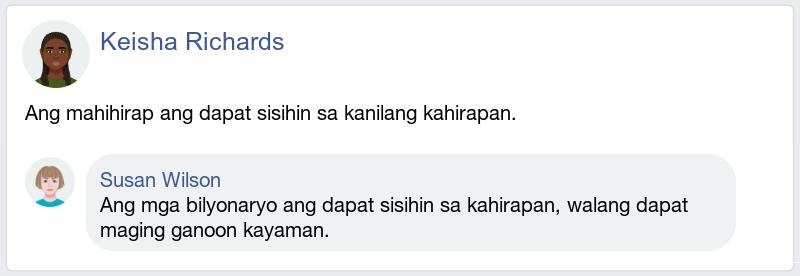 Keisha Richards
Ang mahihirap ang dapat sisihin sa kanilang kahirapan.
Susan Wilson
Ang mga bilyonaryo ang dapat sisihin sa kahirapan, walang dapat
maging ganoon kayaman.